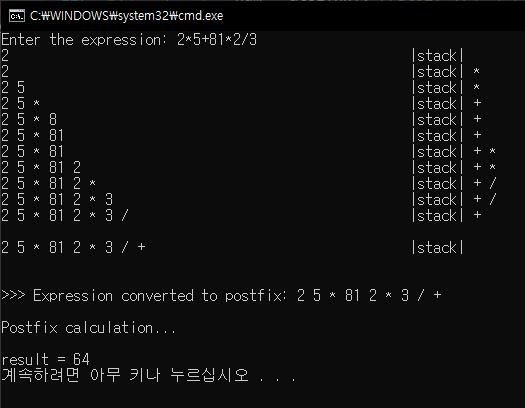 C:₩WINDOWS₩system32₩cmd.exe
Enter the expression: 2*5+81*2/3
2 |stack|
2 |stack| *
2 5 |stack| *
2 5 * |stack| +
2 5 * 8 |stack| +
2 5 * 81 |stack| +
2 5 * 81 |stack| + *
2 5 * 81 2 |stack| + *
2 5 * 81 2 * |stack| + /
2 5 * 81 2 * 3 |stack| + /
2 5 * 81 2 * 3 / |stack| +
2 5 * 81 2 * 3 / + |stack|
>>> Expression converted to postfix: 2 5 * 81 2 * 3 / +
Postfix calculation...
result = 64
계속하려면 아무 키나 누르십시오 . . .